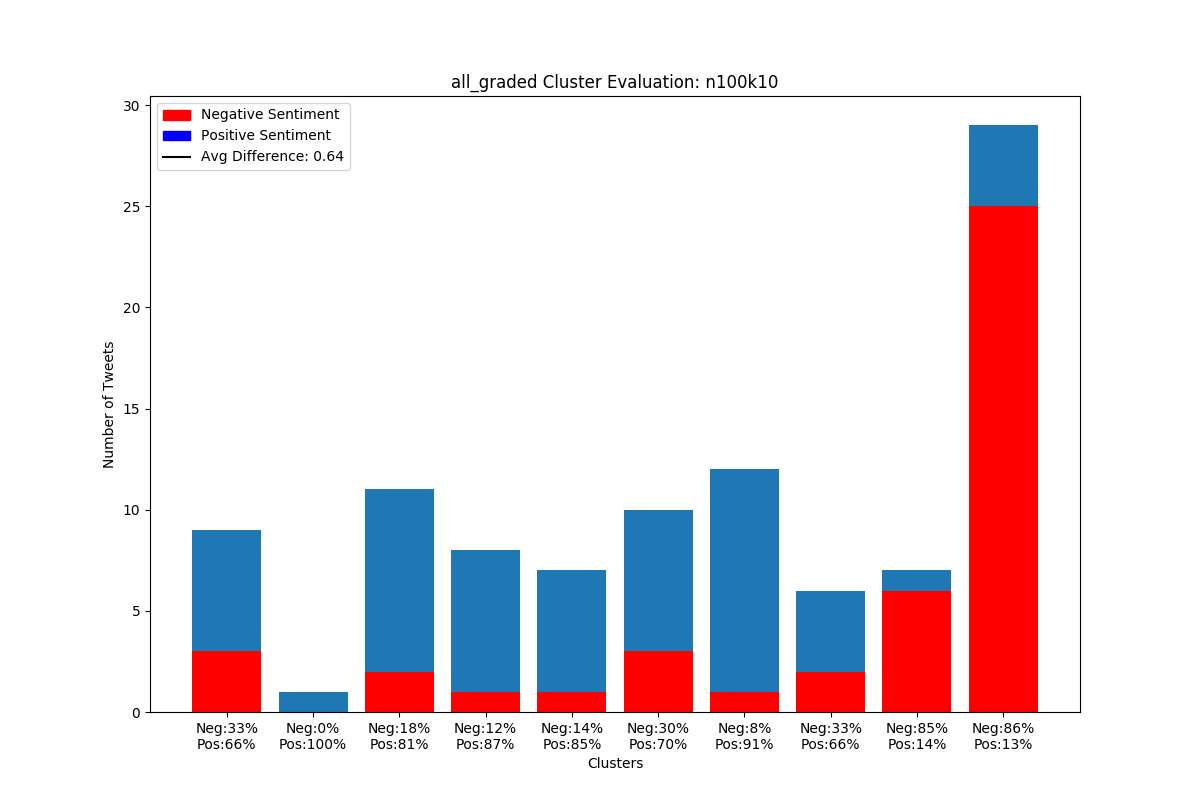 all_graded Cluster Evaluation: n100k10
Negative Sentiment
Positive Sentiment
Avg Difference: 0.64
Number of Tweets
30
25
20
15
10
5
0
Neg:33% Neg:0% Neg:18% Neg:12% Neg:14% Neg:30% Neg:8% Neg:33% Neg:85% Neg:86%
Pos:66% Pos:100% Pos:81% Pos:87% Pos:85% Pos:70% Pos:91% Pos:66% Pos:14% Pos:13%
Clusters